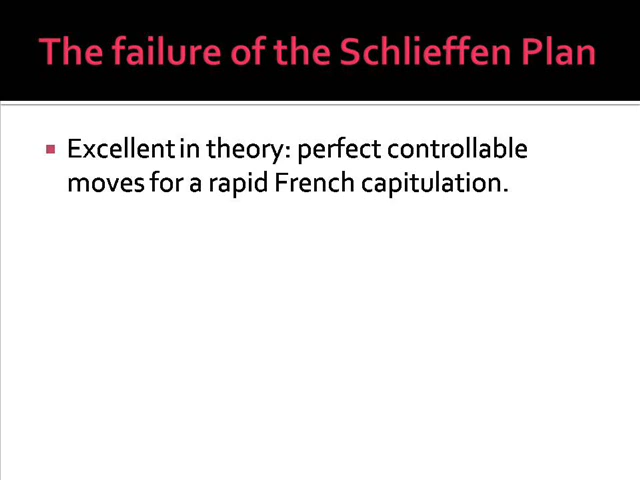 The failure of the Schlieffen Plan
Excellent in theory: perfect controllable
moves for a rapid French capitulation.